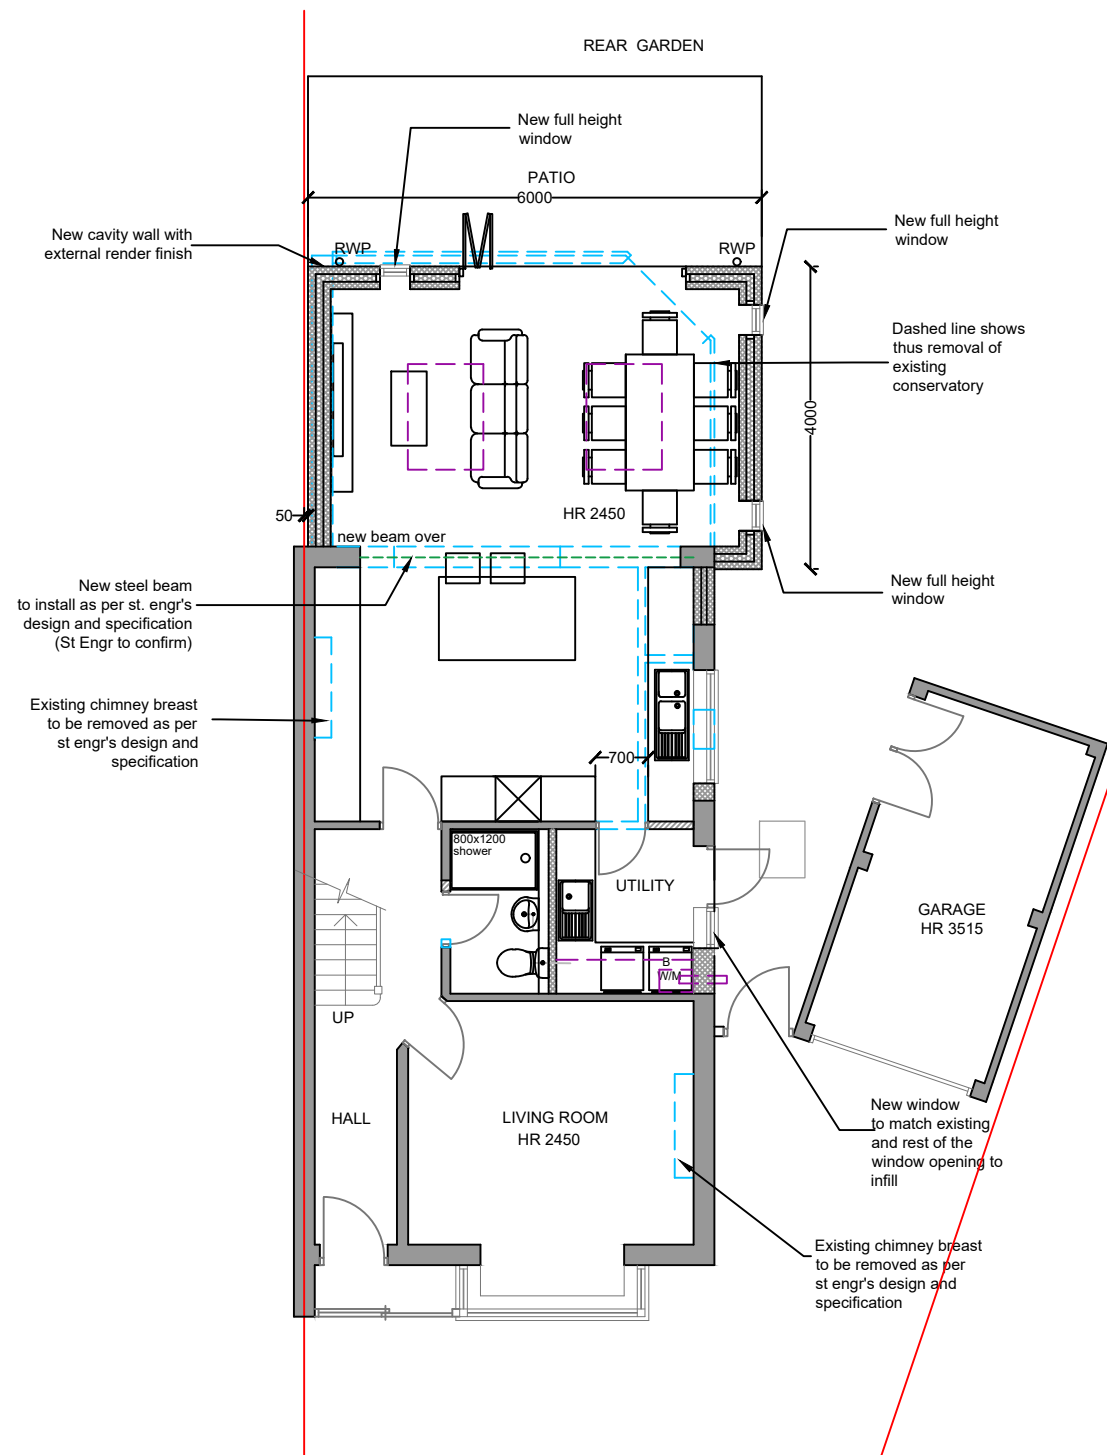 REAR GARDEN
New full height
window
PATIO
6000
New cavity wall with
external render finish
RWP
RWP
New full height
window
Dashed line shows
thus removal of
existing
conservatory
4000
50
HR 2450
new beam over
New steel beam
to install as per st. engr's
design and specification
(St Engr to confirm)
New full height
window
Existing chimney breast
to be removed as per
st engr's design and
specification
700
800x1200
shower
UTILITY
GARAGE
HR 3515
B
W/M
UP
HALL
LIVING ROOM
HR 2450
New window
to match existing
and rest of the
window opening to
infill
Existing chimney breast
to be removed as per
st engr's design and
specification